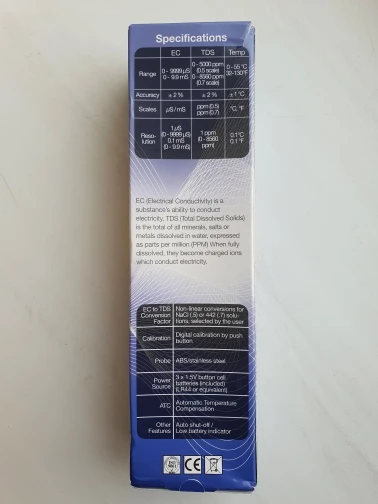 Specifications
EC TDS Temp
Range
0 - 9999 µS
0 - 9.9 mS
0 - 5000 ppm
(0.5 scale)
0 - 8560 ppm
(0.7 scale)
0 - 55 °C
32-130°F
Accuracy ± 2 % ± 2 % ± 1 °C
Scales µS / mS
ppm (0.5)
ppm (0.7)
°C, °F
Reso-
lution
1 µS
(0 - 9999 µS)
0.1 mS
(0 - 9.9 mS)
1 ppm
(0 - 8560
ppm)
0.1°C
0.1 °F
EC (Electrical Conductivity) is a
substance's ability to conduct
electricity. TDS (Total Dissolved Solids)
is the total of all minerals, salts or
metals dissolved in water, expressed
as parts per million (PPM) When fully
dissolved, they become charged ions
which conduct electricity.
EC to TDS
Conversion
Factor
Non-linear conversions for
NaCl (.5) or 442 (.7) solu-
tions, selected by the user
Calibration
Digital calibration by push
button
Probe ABS/stainless steel
Power
Source
3 x 1.5V button cell
batteries (included)
(LR44 or equivalent)
ATC
Automatic Temperature
Compensation
Other
Features
Auto shut-off /
Low battery indicator
ISO
9001
CE